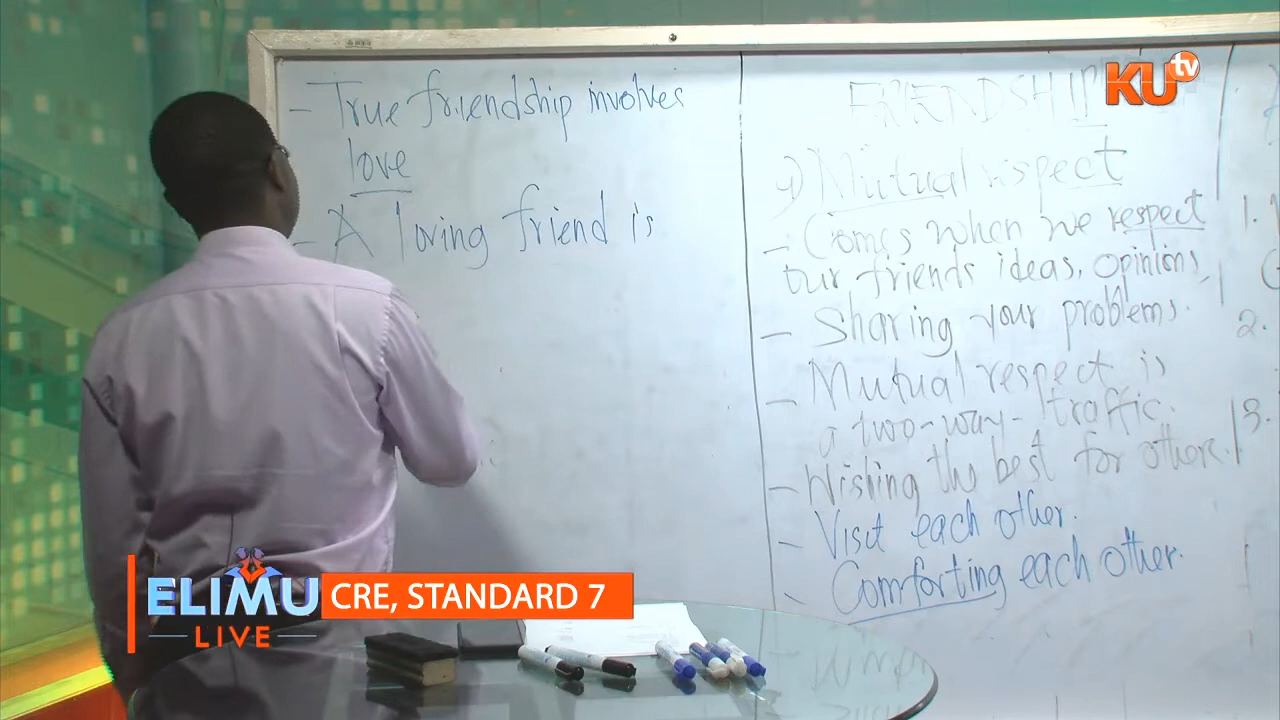 - True friendship involves
love
- A loving friend is
FRIENDSHIP
Mutual respect
- Comes when we respect
our friends ideas, opinions,
- Sharing your problems.
- Mutual respect is
a two-way-traffic.
- Wishing the best for others.
- Visit each other.
- Comforting each other.
1.
2.
3.
KU tv
ELIMU
LIVE
CRE, STANDARD 7